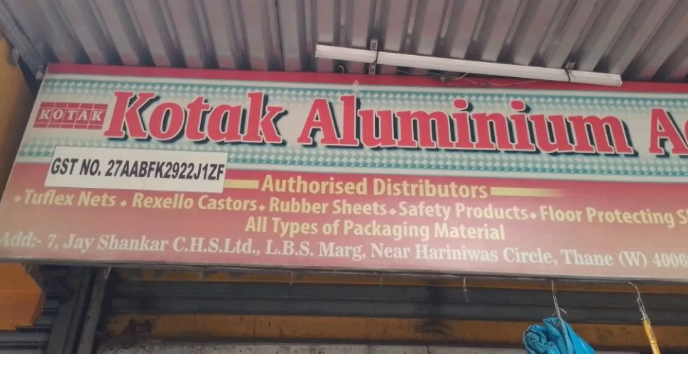 KOTAK
Kotak Aluminium A
GST NO. 27AABFK2922J1ZF
Authorised Distributors
• Tuflex Nets • Rexello Castors • Rubber Sheets • Safety Products • Floor Protecting S
All Types of Packaging Material
Add:- 7, Jay Shankar C.H.S.Ltd., L.B.S. Marg, Near Hariniwas Circle, Thane (W) 4006